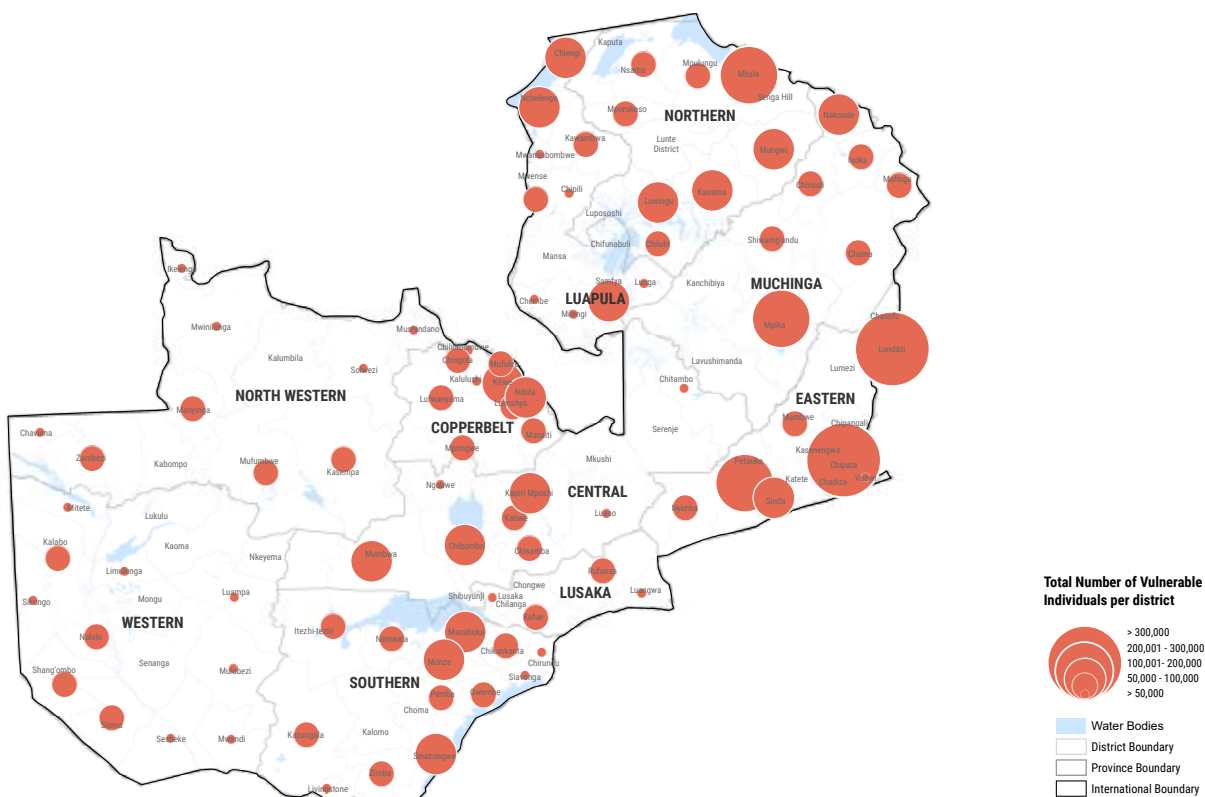 Kaputa
Chiengi
Nsama
Mpulungu
Mbala
Senga Hill
Nchelenge
Mporokoso
NORTHERN
Nakonde
Kawambwa
Lunte
District
Mungwi
Mwansabombwe
Isoka
Mwense
Chipili
Kasama
Chinsali
Mafinga
Luwingu
Lupososhi
Chifunabuli
Chilubi
Shiwamg'andu
Mansa
Chama
Ikelenge
Samfya
Lunga
Kanchibiya
MUCHINGA
Chembe
LUAPULA
Milengi
Mpika
Chasefu
Mwinilunga
Mushindano
Lundazi
Chililabombwe
Kalumbila
Chingola
Mufulira
Lavushimanda
Lumezi
Solwezi
Kalulushi
Kitwe
Chitambo
NORTH WESTERN
Lufwanyama
Ndola
EASTERN
Luanshya
Manyinga
Mambwe
Chipangali
COPPERBELT
Masaiti
Serenje
Chavuma
Mpongwe
Kasenengwa
Zambezi
Kabompo
Mufumbwe
Kasempa
Mkushi
Petauke
Chipata
Katete
Chadiza
Vubwi
Ngabwe
CENTRAL
Kapiri Mposhi
Sinda
Mitete
Lukulu
Kabwe
Luano
Nyimba
Kalabo
Kaoma
Nkeyema
Mumbwa
Chibombo
Chisamba
Limulunga
Rufunsa
Chongwe
Sikongo
Mongu
Luampa
Shibuyunji
Lusaka
Chilanga
LUSAKA
Luangwa
WESTERN
Itezhi-tezhi
Kafue
Nalolo
Namwala
Mazabuka
Chikankanta
Chirundu
Senanga
Mulobezi
Monze
Shang'ombo
SOUTHERN
Siavonga
Pemba
Gwembe
Choma
Sioma
Sesheke
Mwandi
Kazungula
Kalomo
Sinazongwe
Zimba
Livingstone
Total Number of Vulnerable
Individuals per district
> 300,000
200,001 - 300,000
100,001- 200,000
50,000 - 100,000
> 50,000
Water Bodies
District Boundary
Province Boundary
International Boundary